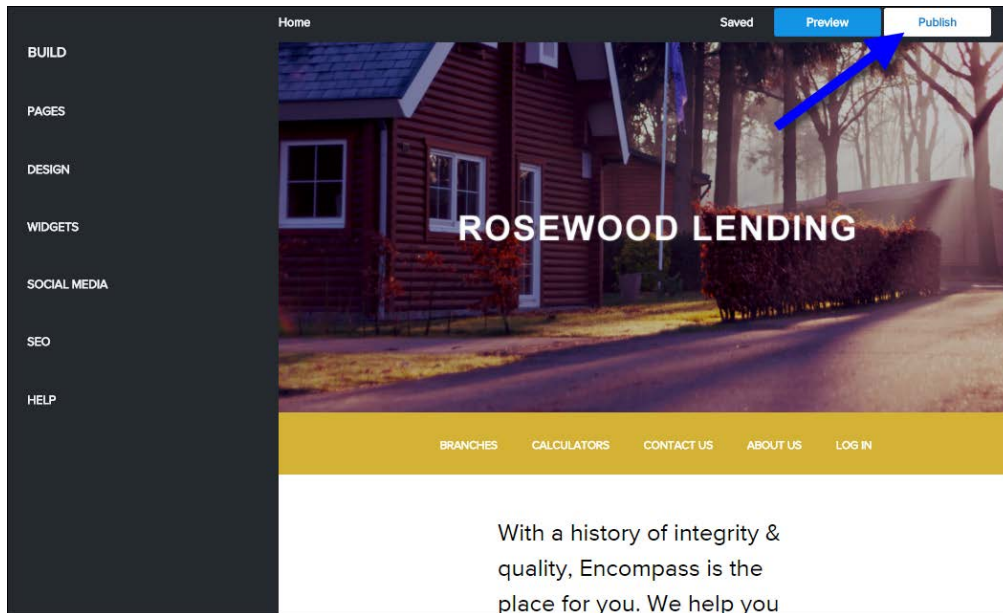 Home
Saved
Preview
Publish
BUILD
PAGES
DESIGN
WIDGETS
SOCIAL MEDIA
SEO
HELP
ROSEWOOD LENDING
BRANCHES CALCULATORS CONTACT US ABOUT US LOG IN
With a history of integrity &
quality, Encompass is the
place for you. We help you